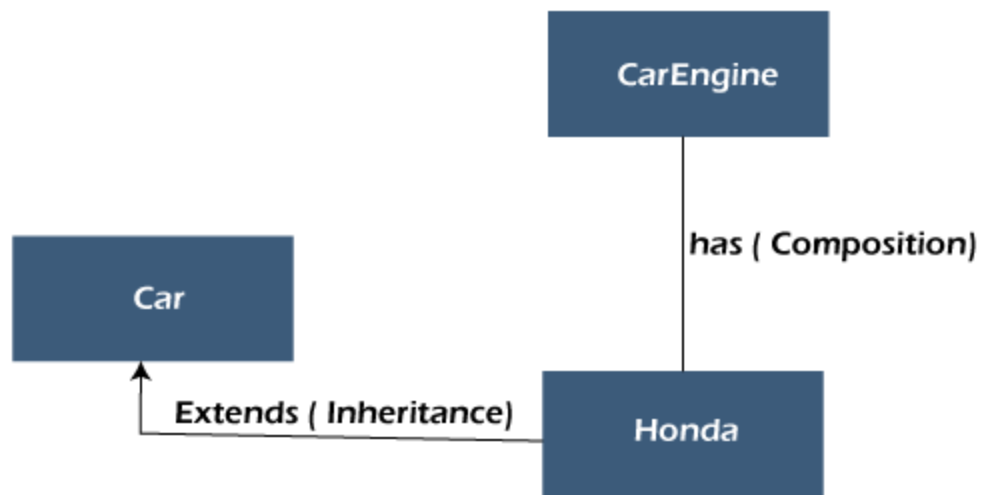 CarEngine
has ( Composition)
Car
Extends ( Inheritance)
Honda